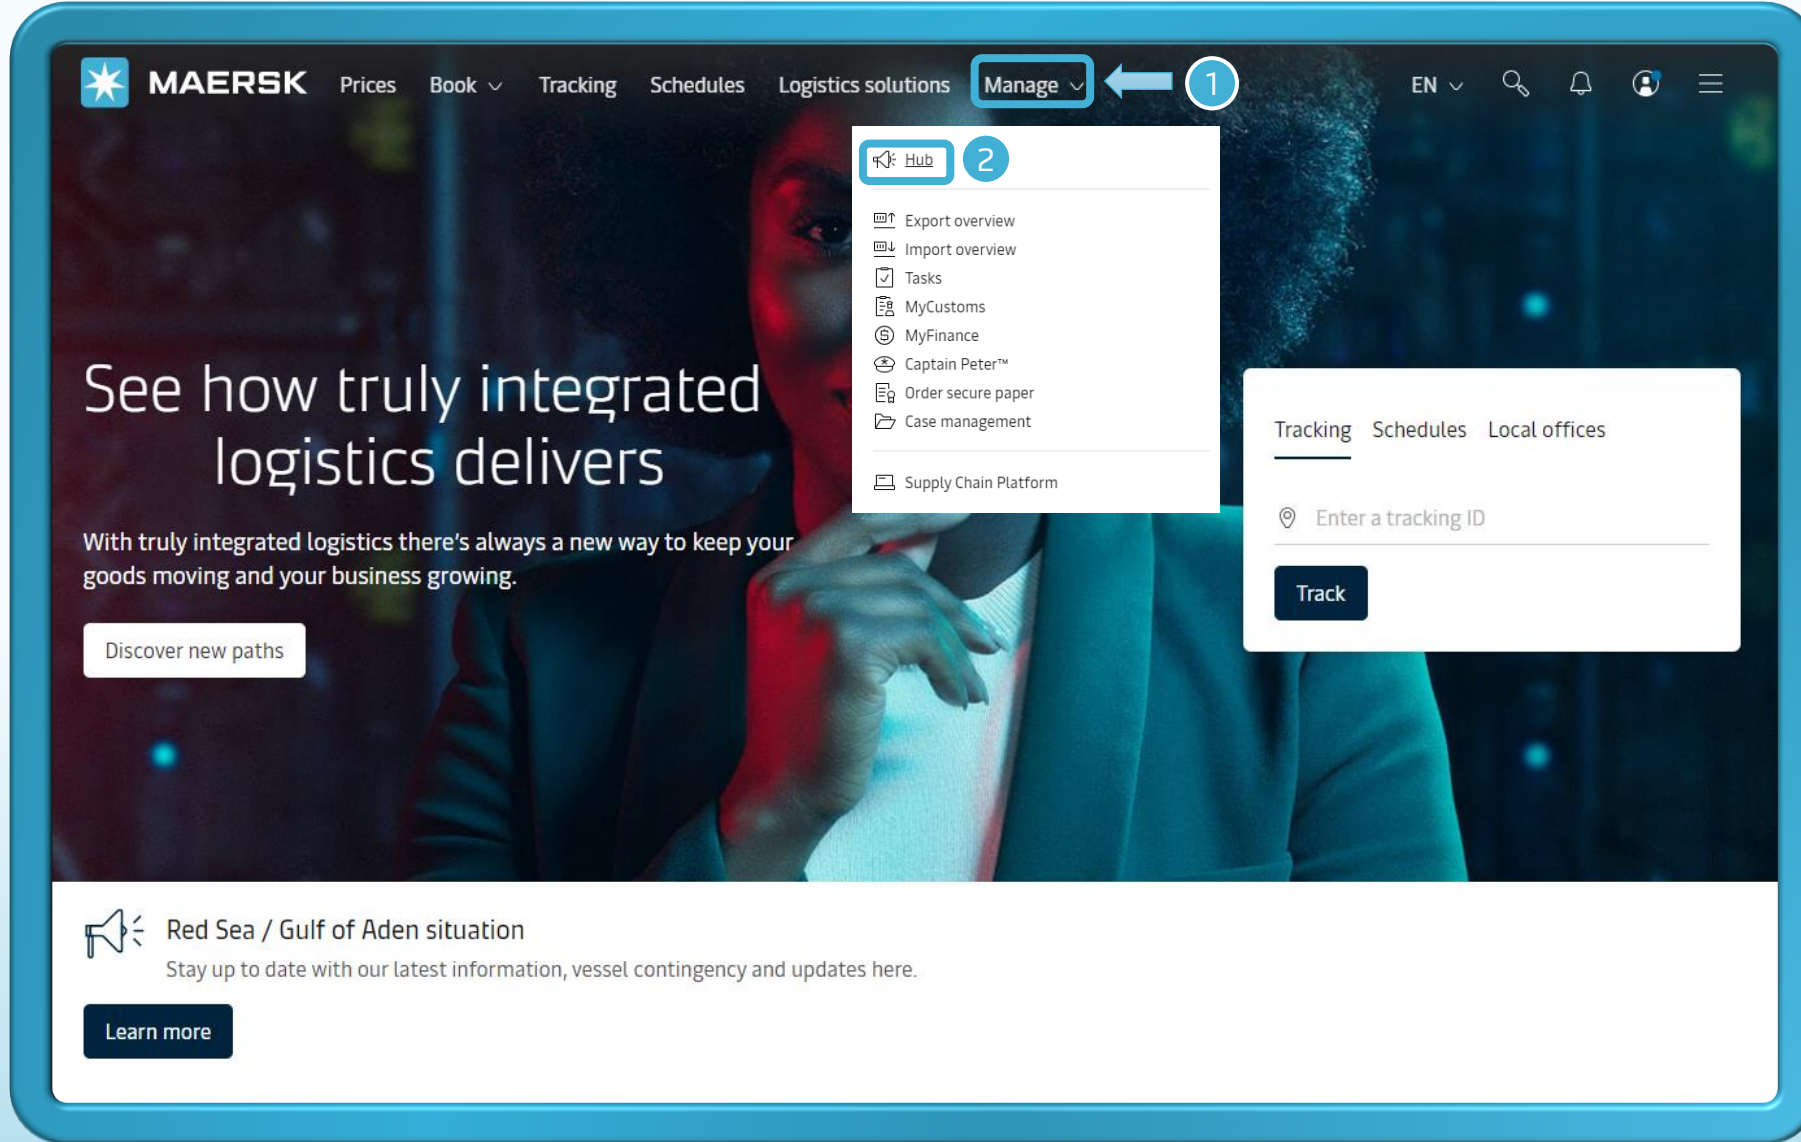 MAERSK Prices Book Tracking Schedules Logistics solutions Manage 1 EN
Hub 2
Export overview
Import overview
Tasks
MyCustoms
MyFinance
Captain Peter™
Order secure paper
Case management
Supply Chain Platform
See how truly integrated
logistics delivers
With truly integrated logistics there's always a new way to keep your
goods moving and your business growing.
Discover new paths
Tracking Schedules Local offices
Enter a tracking ID
Track
Red Sea / Gulf of Aden situation
Stay up to date with our latest information, vessel contingency and updates here.
Learn more